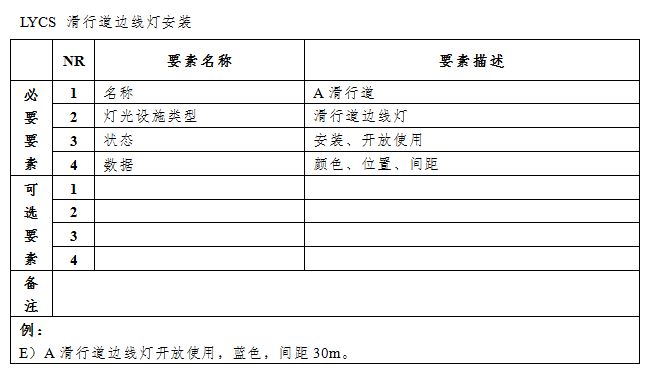 LYCS 滑行道边线灯安装
NR 要素名称 要素描述
必要要素
1 名称 A 滑行道
2 灯光设施类型 滑行道边线灯
3 状态 安装、开放使用
4 数据 颜色、位置、间距
可选要素
1
2
3
4
备注
例：
E）A 滑行道边线灯开放使用，蓝色，间距 30m。